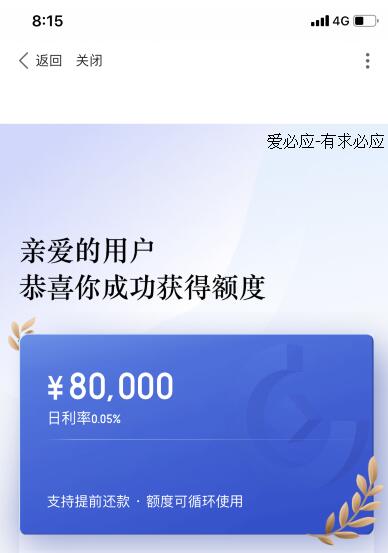 8:15 4G
返回 关闭
爱必应-有求必应
亲爱的用户
恭喜你成功获得额度
¥80,000
日利率0.05%
支持提前还款 · 额度可循环使用